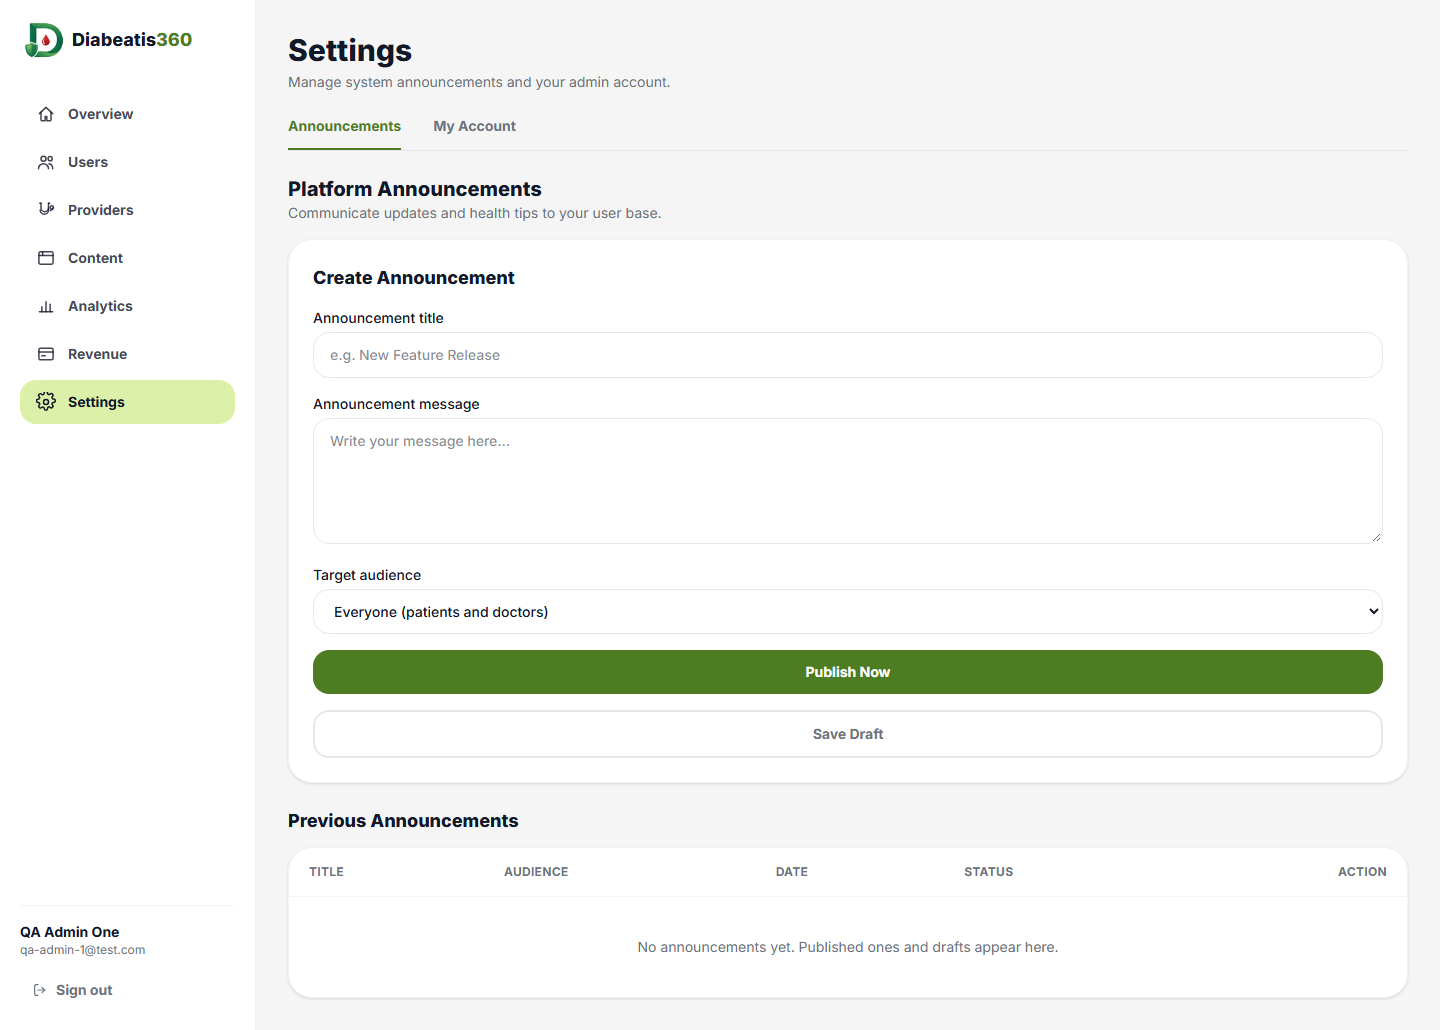 Diabeatis360
Overview
Users
Providers
Content
Analytics
Revenue
Settings
QA Admin One
qa-admin-1@test.com
Sign out
Settings
Manage system announcements and your admin account.
Announcements
My Account
Platform Announcements
Communicate updates and health tips to your user base.
Create Announcement
Announcement title
e.g. New Feature Release
Announcement message
Write your message here...
Target audience
Everyone (patients and doctors)
Publish Now
Save Draft
Previous Announcements
TITLE AUDIENCE DATE STATUS ACTION
No announcements yet. Published ones and drafts appear here.